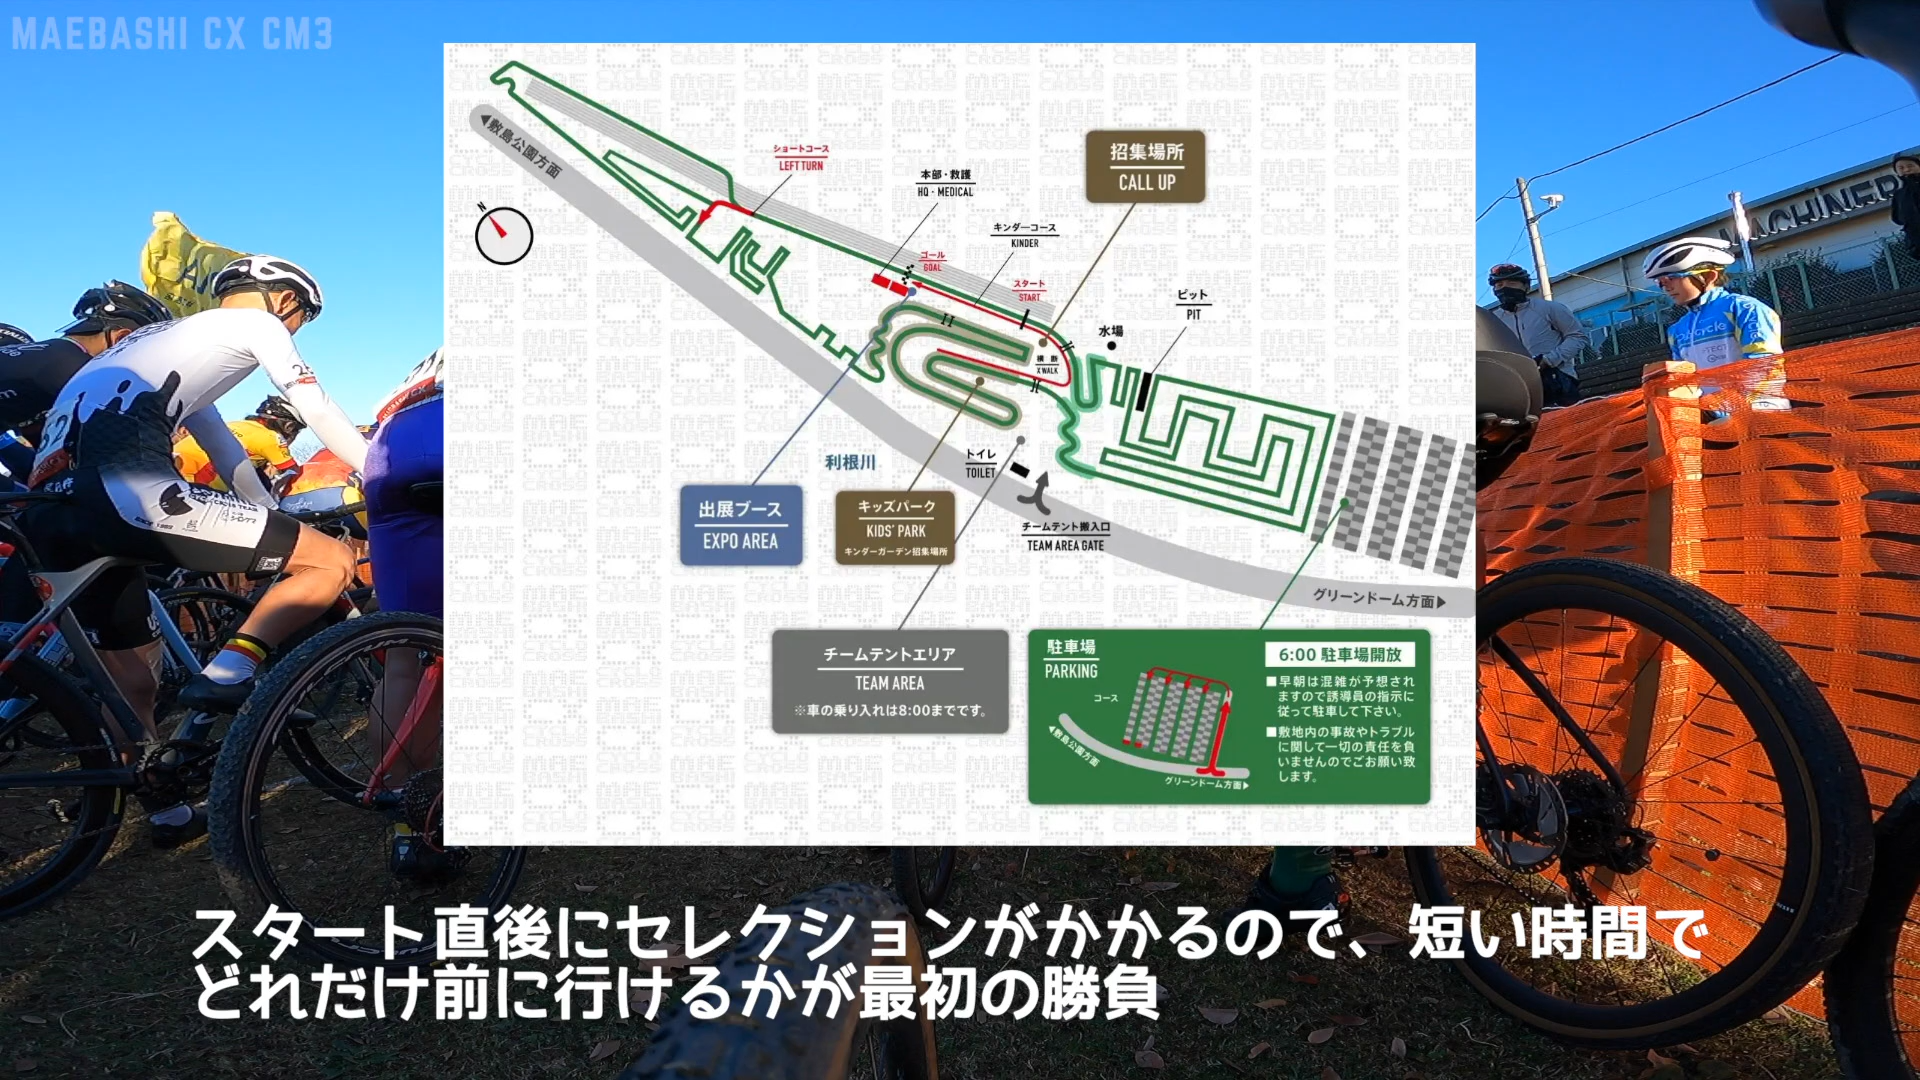 MAEBASHI CX CM3
◀敷島公園方面
N
ショートコース
LEFT TURN
本部・救護
HQ・MEDICAL
招集場所
CALL UP
キンダーコース
KINDER
ゴール
GOAL
スタート
START
ピット
PIT
水場
横断
X WALK
MACHINER
利根川
トイレ
TOILET
チームテント搬入口
TEAM AREA GATE
出展ブース
EXPO AREA
キッズパーク
KIDS' PARK
キンダーガーデン招集場所
グリーンドーム方面▶
チームテントエリア
TEAM AREA
※車の乗り入れは8:00までです。
駐車場
PARKING
コース
◀敷島公園方面
グリーンドーム方面▶
6:00 駐車場開放
■早朝は混雑が予想され
ますので誘導員の指示に
従って駐車して下さい。
■敷地内の事故やトラブル
に関して一切の責任を負
いませんのでご了承お願い致
します。
スタート直後にセレクションがかかるので、短い時間で
どれだけ前に行けるかが最初の勝負